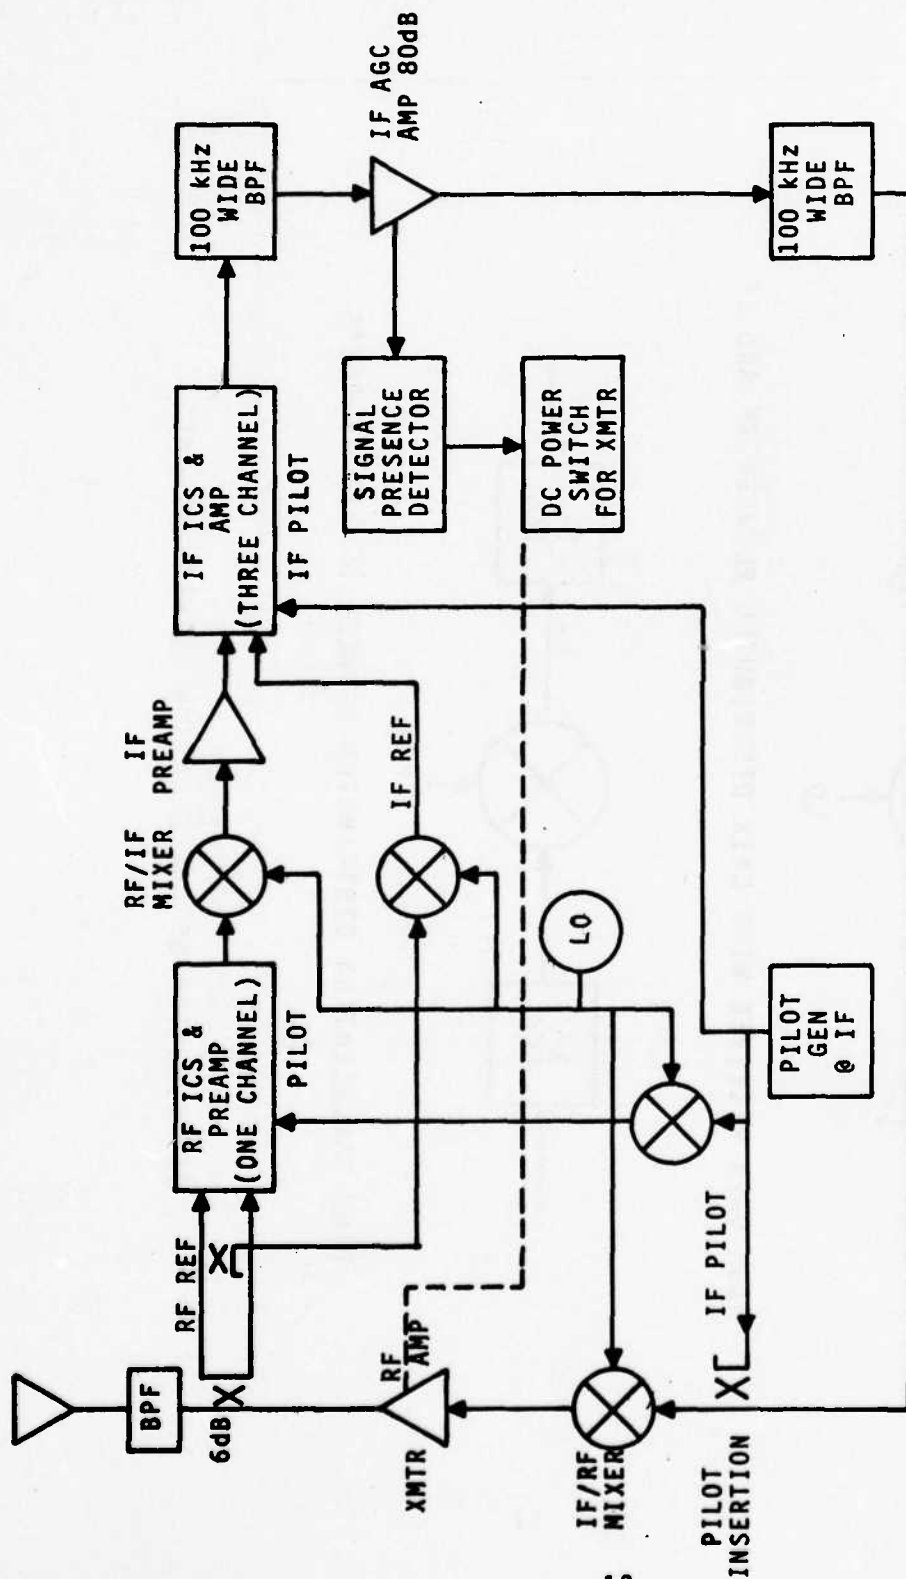 BPF
6dB
RF REF
RF ICS &
PREAMP
(ONE CHANNEL)
PILOT
RF/IF
MIXER
IF
PREAMP
IF ICS &
AMP
(THREE CHANNEL)
IF PILOT
100 kHz
WIDE
BPF
IF AGC
AMP 80dB
IF REF
SIGNAL
PRESENCE
DETECTOR
DC POWER
SWITCH
FOR XMTR
RF
AMP
XMTR
LO
IF/RF
MIXER
IF PILOT
PILOT
INSERTION
PILOT
GEN
@ IF
100 kHz
WIDE
BPF